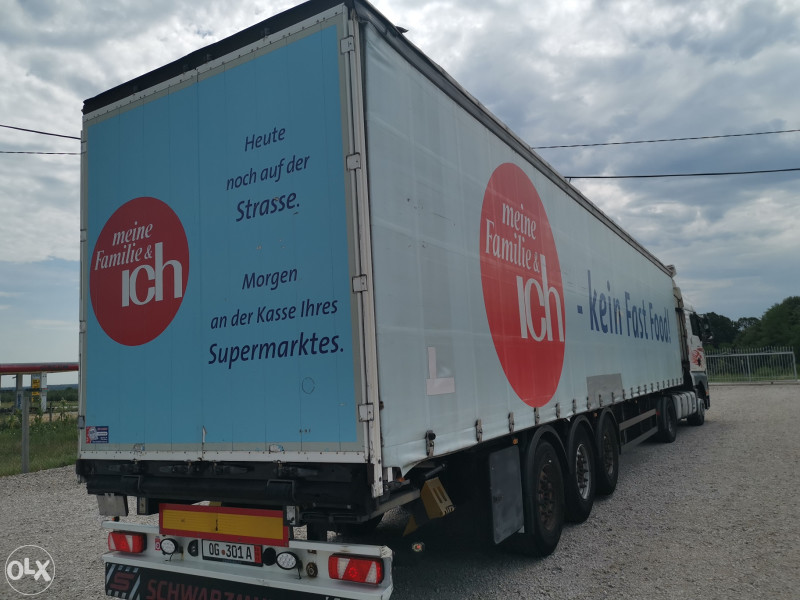 Heute
noch auf der
Strasse.
meine
Familie &
ich
Morgen
an der Kasse Ihres
Supermarktes.
meine
Familie &
ich
- kein Fast Food!
OG·301 A
OLX